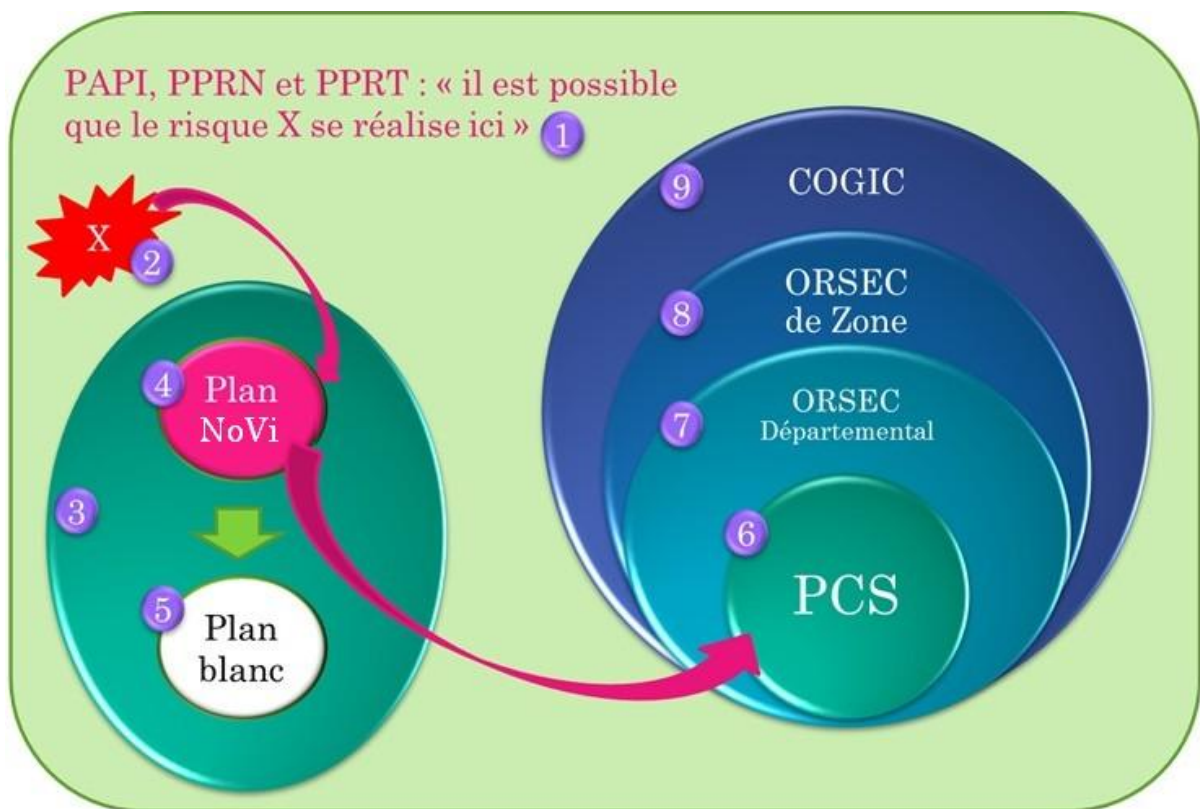 PAPI, PPRN et PPRT : « il est possible
que le risque X se réalise ici » 1
X
2
3
4
Plan
NoVi
5
Plan
blanc
9
COGIC
8
ORSEC
de Zone
7
ORSEC
Départemental
6
PCS